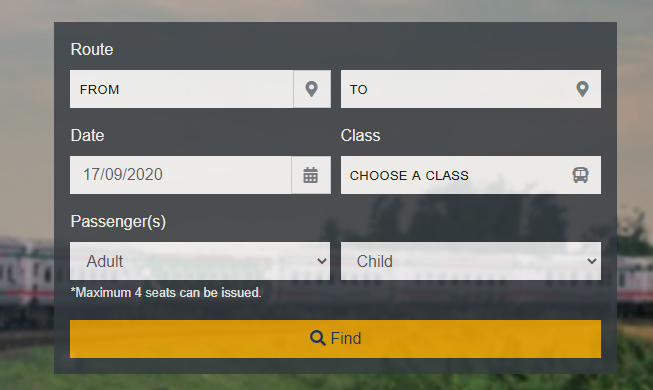 Route
FROM TO
Date Class
17/09/2020 CHOOSE A CLASS
Passenger(s)
Adult Child
*Maximum 4 seats can be issued.
Find